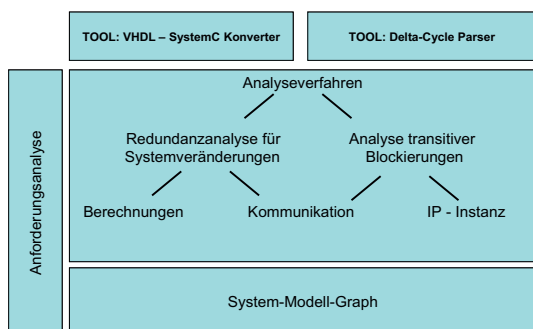 TOOL: VHDL – SystemC Konverter
TOOL: Delta-Cycle Parser
Anforderungsanalyse
Analyseverfahren
Redundanzanalyse für
Systemveränderungen
Analyse transitiver
Blockierungen
Berechnungen
Kommunikation
IP - Instanz
System-Modell-Graph